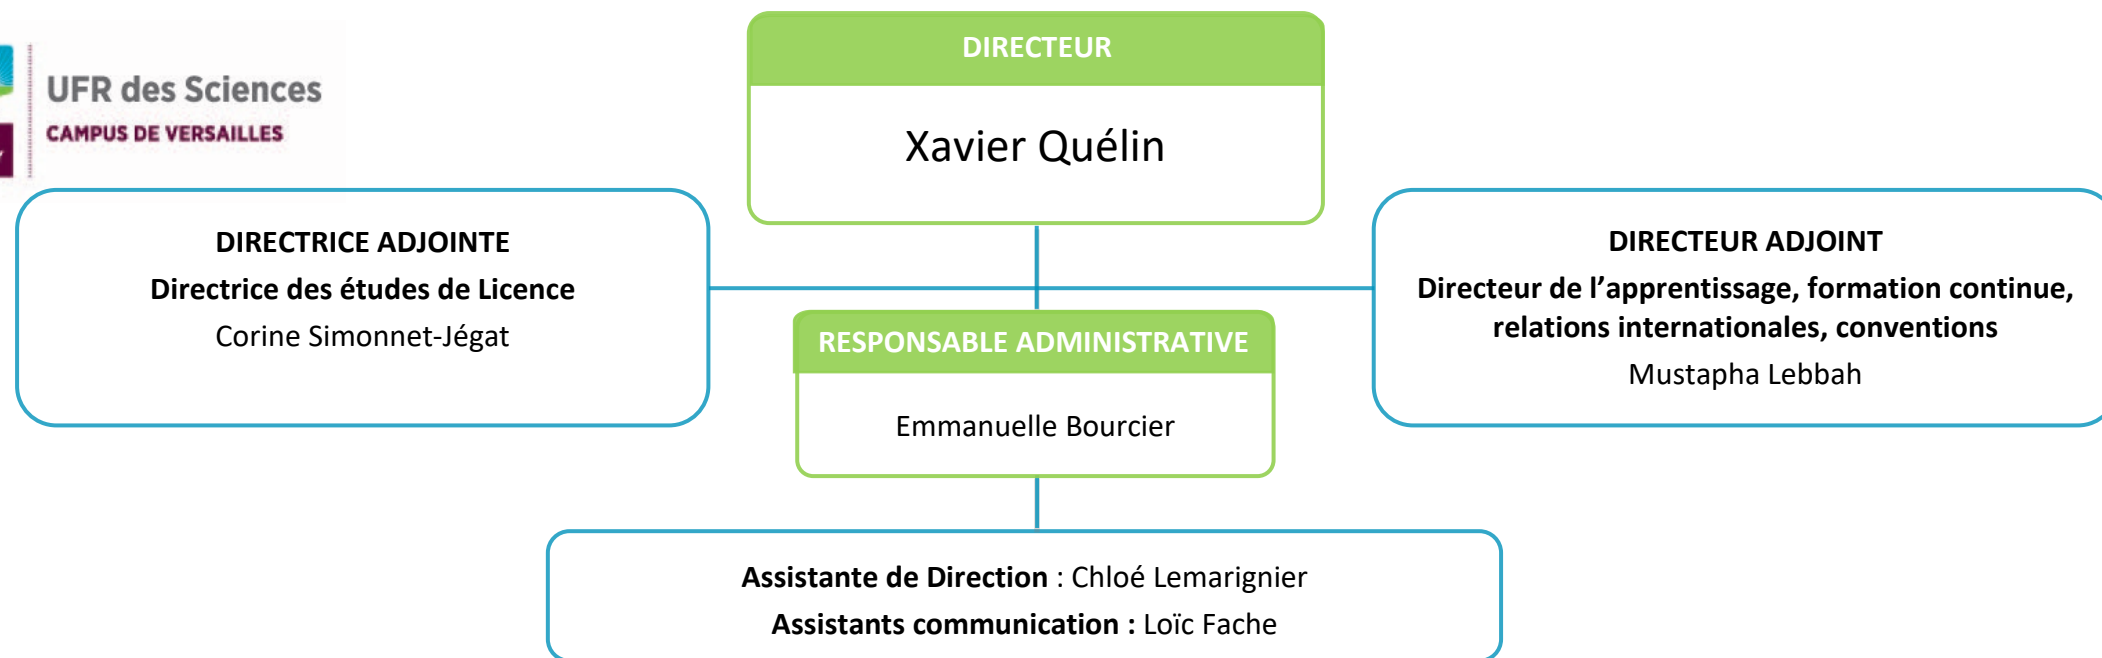 UFR des Sciences
CAMPUS DE VERSAILLES
DIRECTEUR
Xavier Quélin
DIRECTRICE ADJOINTE
Directrice des études de Licence
Corine Simonnet-Jégat
DIRECTEUR ADJOINT
Directeur de l’apprentissage, formation continue,
relations internationales, conventions
Mustapha Lebbah
RESPONSABLE ADMINISTRATIVE
Emmanuelle Bourcier
Assistante de Direction : Chloé Lemarignier
Assistants communication : Loïc Fache